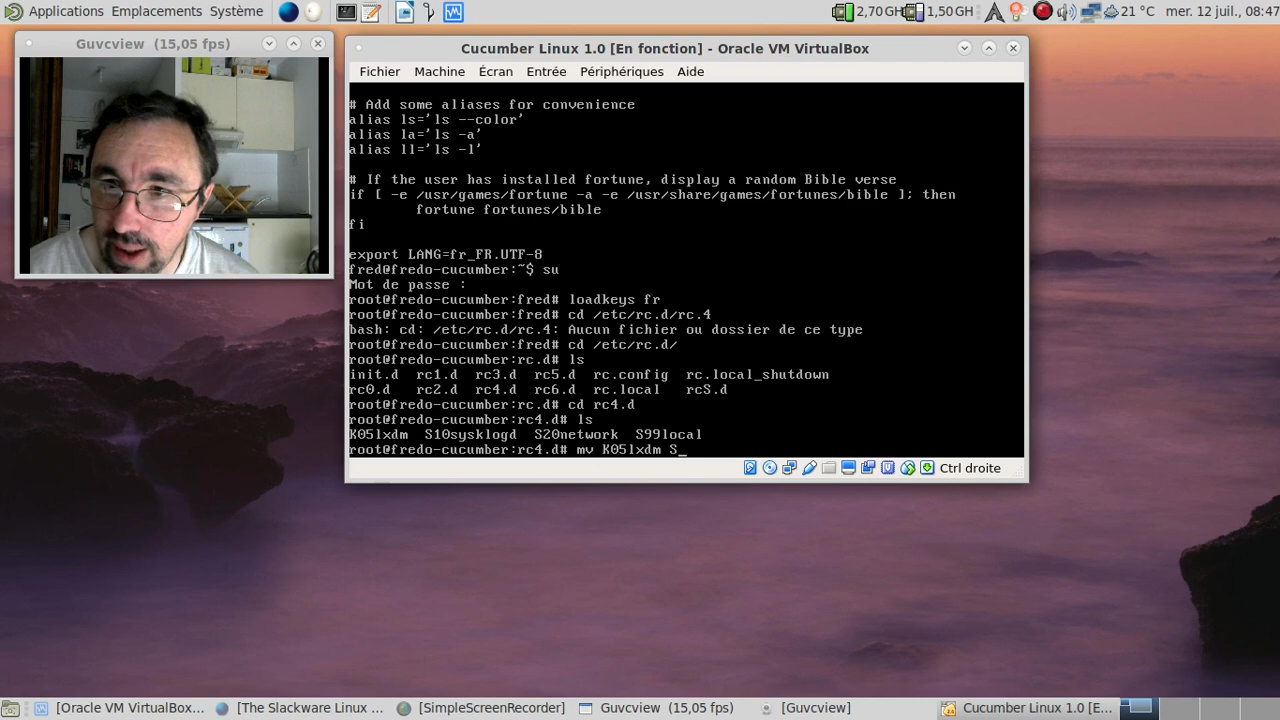 Applications Emplacements Système 2,70 GH 1,50 GH 21 °C mer. 12 juil., 08:47
Guvcview (15,05 fps)
Cucumber Linux 1.0 [En fonction] - Oracle VM VirtualBox
Fichier Machine Écran Entrée Périphériques Aide
# Add some aliases for convenience
alias ls='ls --color'
alias la='ls -a'
alias ll='ls -l'
# If the user has installed fortune, display a random Bible verse
if [ -e /usr/games/fortune -a -e /usr/share/games/fortunes/bible ]; then
fortune fortunes/bible
fi
export LANG=fr_FR.UTF-8
fred@fredo-cucumber:~$ su
Mot de passe :
root@fredo-cucumber:fred# loadkeys fr
root@fredo-cucumber:fred# cd /etc/rc.d/rc.4
bash: cd: /etc/rc.d/rc.4: Aucun fichier ou dossier de ce type
root@fredo-cucumber:fred# cd /etc/rc.d/
root@fredo-cucumber:rc.d# ls
init.d rc1.d rc3.d rc5.d rc.config rc.local_shutdown
rc0.d rc2.d rc4.d rc6.d rc.local rcS.d
root@fredo-cucumber:rc.d# cd rc4.d
root@fredo-cucumber:rc4.d# ls
K05lxdm S10sysklogd S20network S99local
root@fredo-cucumber:rc4.d# mv K05lxdm S_
Ctrl droite
[Oracle VM VirtualBox... [The Slackware Linux ... [SimpleScreenRecorder] Guvcview (15,05 fps) [Guvcview] Cucumber Linux 1.0 [E...